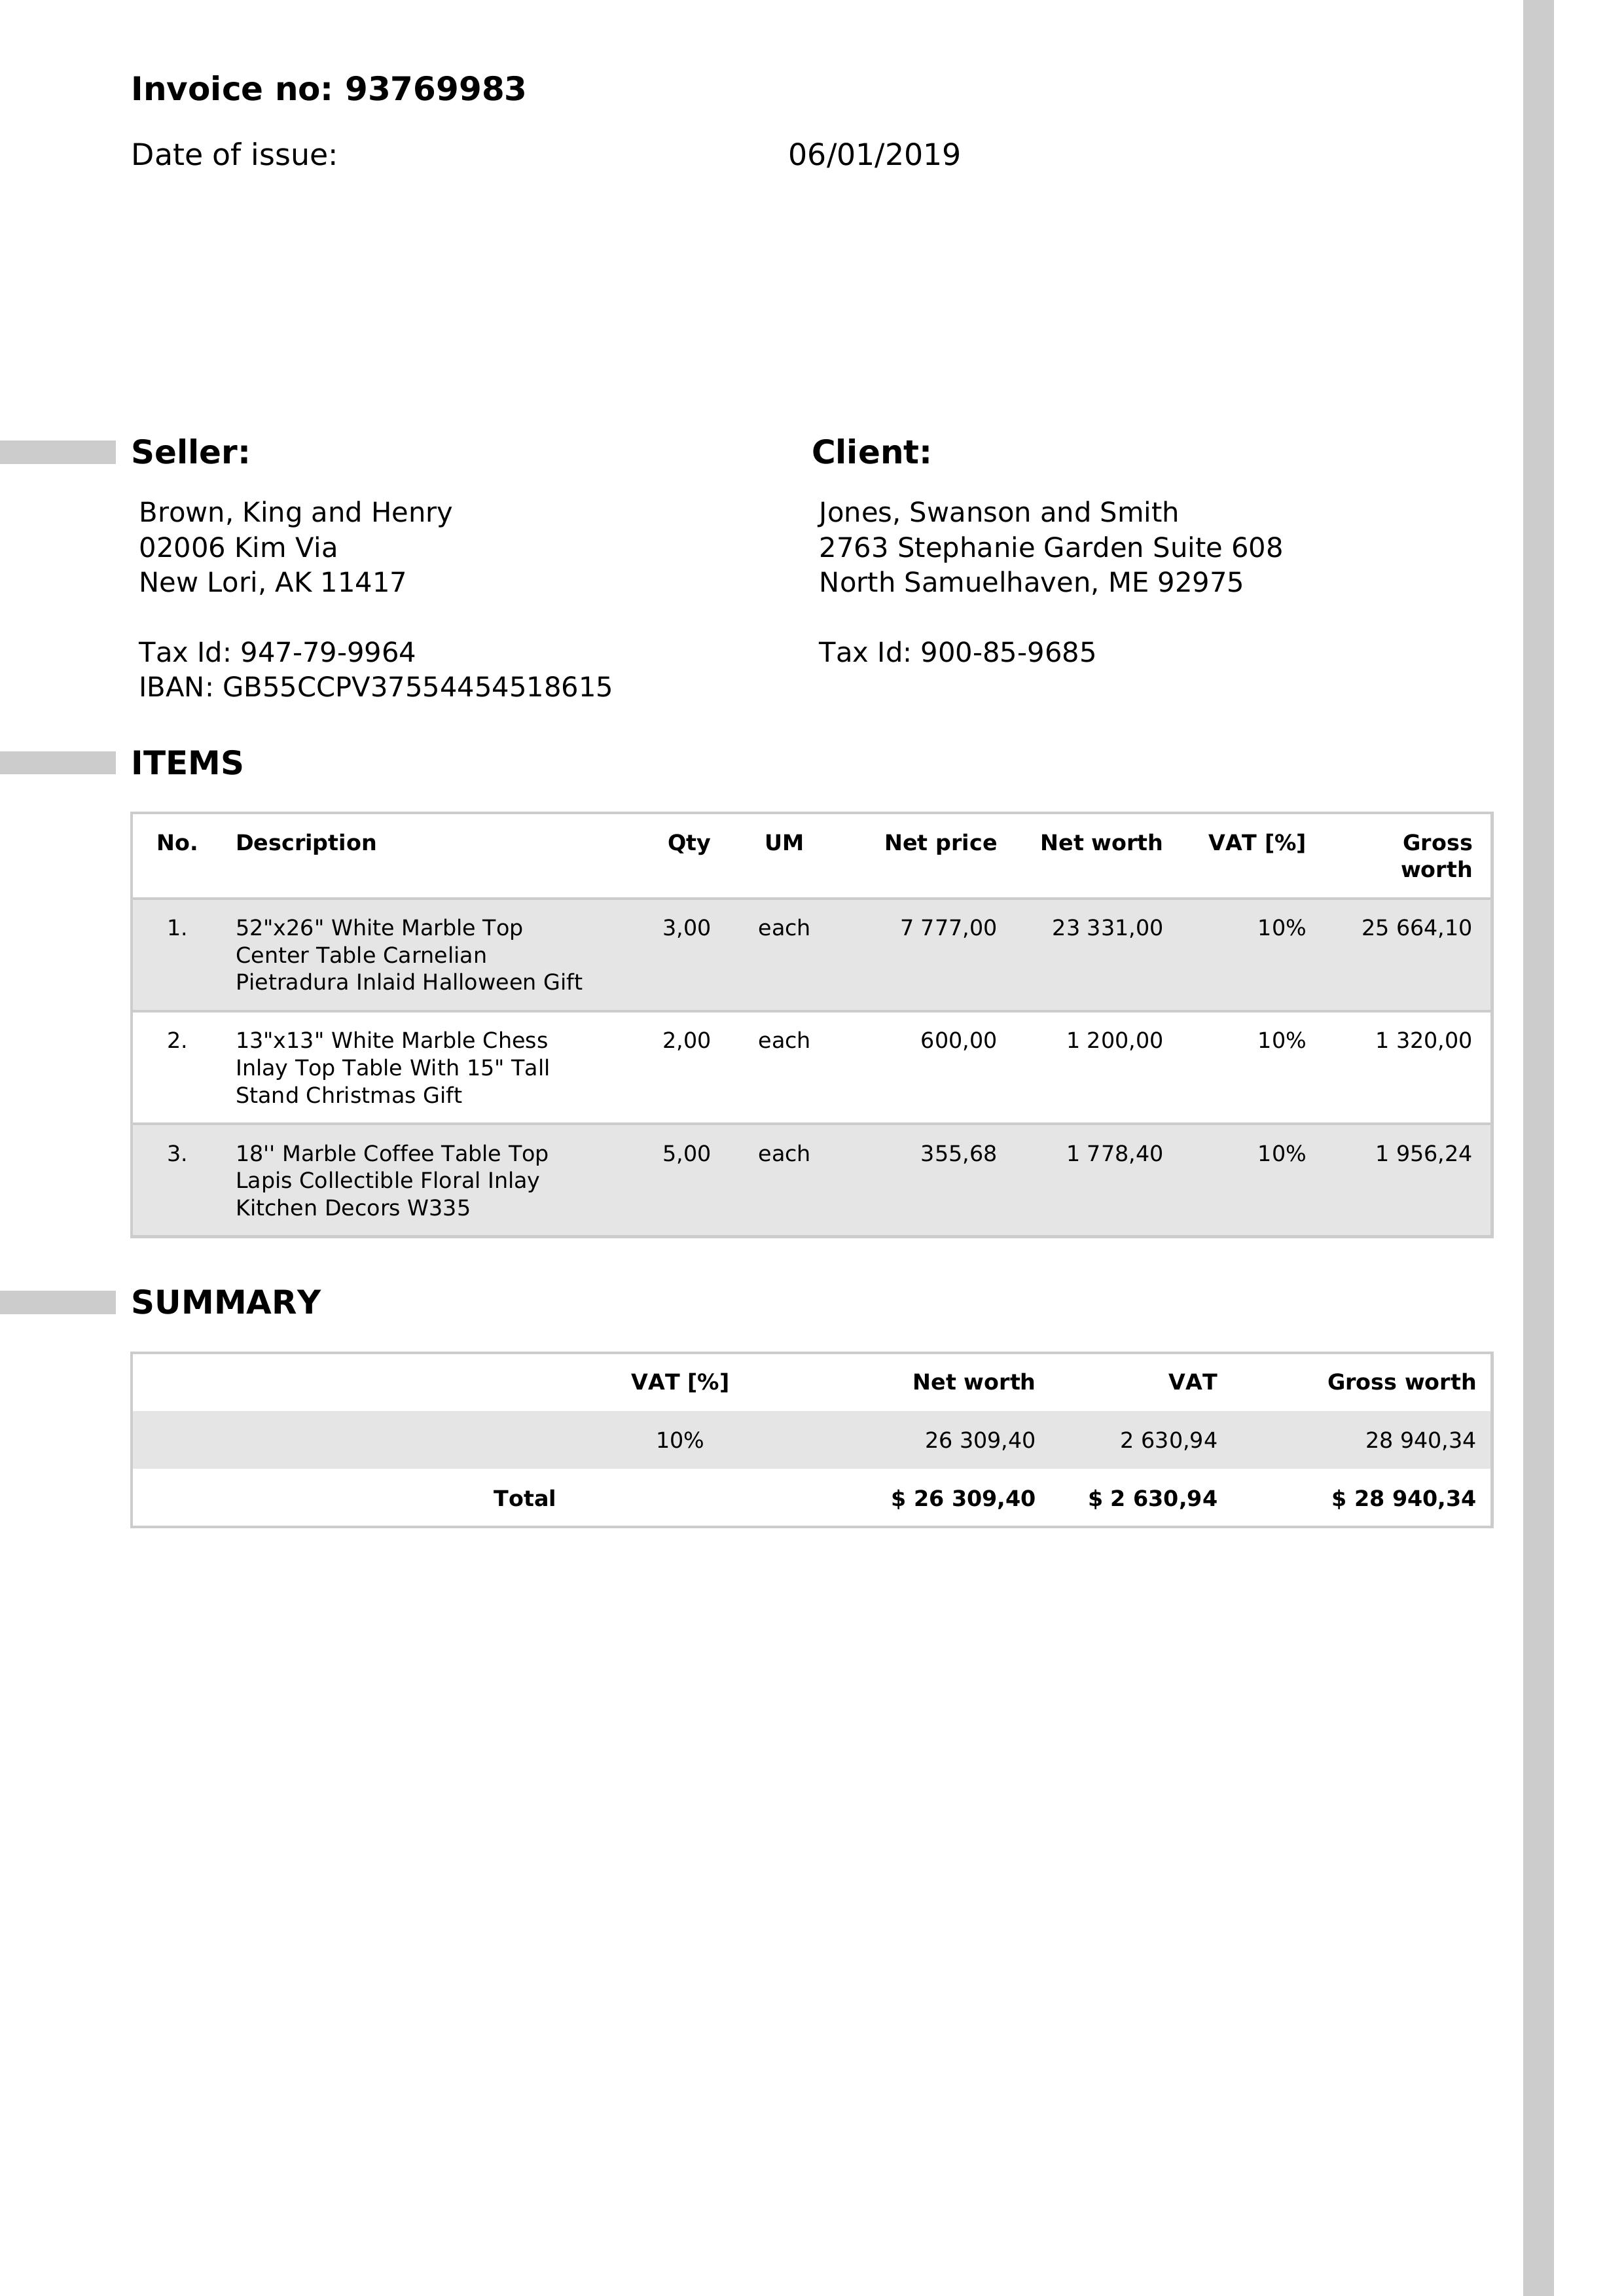 Invoice no: 93769983
Date of issue: 06/01/2019
Seller:
Brown, King and Henry
02006 Kim Via
New Lori, AK 11417
Tax Id: 947-79-9964
IBAN: GB55CCPV37554454518615
Client:
Jones, Swanson and Smith
2763 Stephanie Garden Suite 608
North Samuelhaven, ME 92975
Tax Id: 900-85-9685
ITEMS
No. Description Qty UM Net price Net worth VAT [%] Gross
worth
1. 52"x26" White Marble Top 3,00 each 7 777,00 23 331,00 10% 25 664,10
Center Table Carnelian
Pietradura Inlaid Halloween Gift
2. 13"x13" White Marble Chess 2,00 each 600,00 1 200,00 10% 1 320,00
Inlay Top Table With 15" Tall
Stand Christmas Gift
3. 18'' Marble Coffee Table Top 5,00 each 355,68 1 778,40 10% 1 956,24
Lapis Collectible Floral Inlay
Kitchen Decors W335
SUMMARY
VAT [%] Net worth VAT Gross worth
10% 26 309,40 2 630,94 28 940,34
Total $ 26 309,40 $ 2 630,94 $ 28 940,34